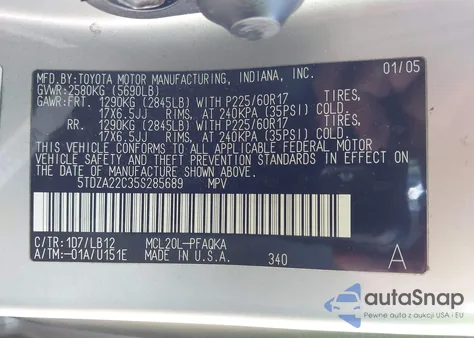 MFD.BY:TOYOTA MOTOR MANUFACTURING, INDIANA, INC. 01/05
GVWR:2580KG (5690LB)
GAWR:FRT. 1290KG (2845LB) WITH P225/60R17 TIRES,
17X6.5JJ RIMS, AT 240KPA (35PSI) COLD.
RR. 1290KG (2845LB) WITH P225/60R17 TIRES,
17X6.5JJ RIMS, AT 240KPA (35PSI) COLD.
THIS VEHICLE CONFORMS TO ALL APPLICABLE FEDERAL MOTOR
VEHICLE SAFETY STANDARDS IN EFFECT ON
THE DATE OF MANUFACTURE SHOWN ABOVE.
5TDZA22C35S285689 MPV
C/TR:1D7/LB12 MCL20L-PFAQKA
A/TM:-01A/U151E MADE IN U.S.A. 340 A
autoSnap
Pewne auta z aukcji USA i EU